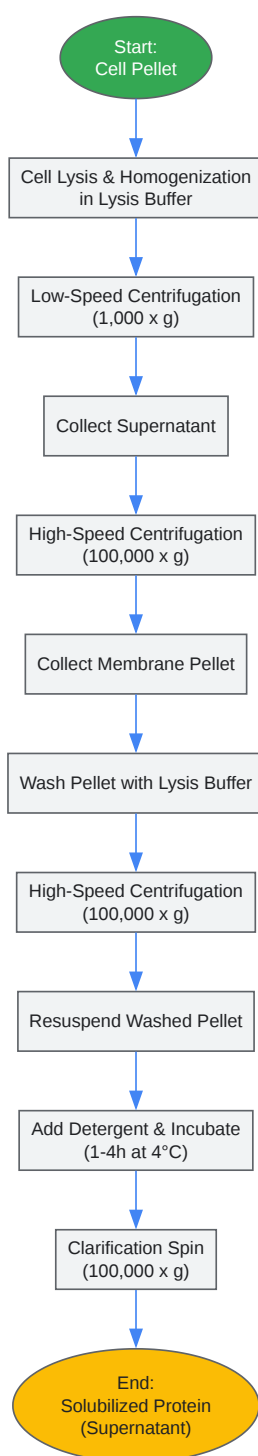 Start:
Cell Pellet
Cell Lysis & Homogenization
in Lysis Buffer
Low-Speed Centrifugation
(1,000 x g)
Collect Supernatant
High-Speed Centrifugation
(100,000 x g)
Collect Membrane Pellet
Wash Pellet with Lysis Buffer
High-Speed Centrifugation
(100,000 x g)
Resuspend Washed Pellet
Add Detergent & Incubate
(1-4h at 4°C)
Clarification Spin
(100,000 x g)
End:
Solubilized Protein
(Supernatant)